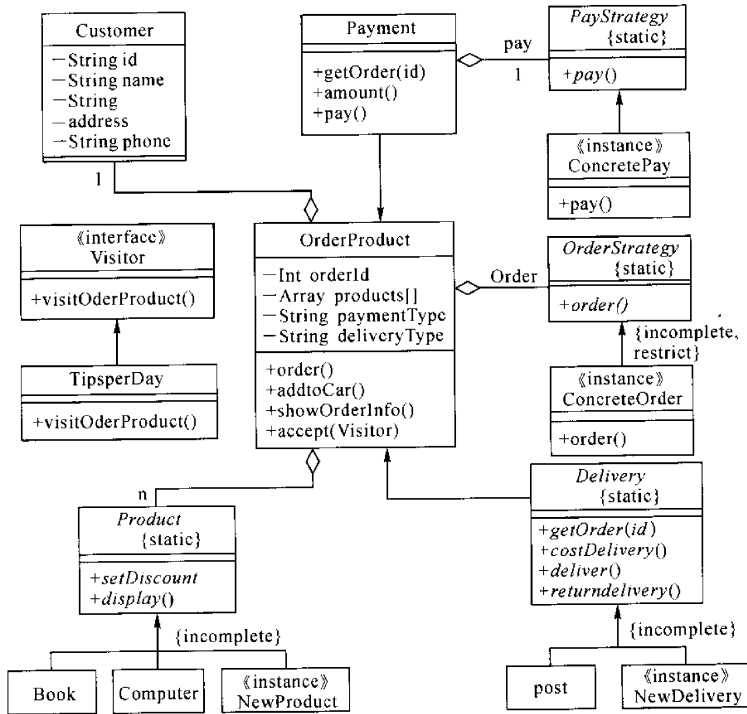 Customer
—String id
—String name
—String
—address
—String phone
1
Payment
+getOrder(id)
+amount()
+pay()
pay
1
PayStrategy
{static}
+pay()
《instance》
ConcretePay
+pay()
《interface》
Visitor
+visitOderProduct()
TipsperDay
+visitOderProduct()
OrderProduct
—Int orderId
—Array products[]
—String paymentType
—String deliveryType
+order()
+addtoCar()
+showOrderInfo()
+accept(Visitor)
Order
OrderStrategy
{static}
+order()
{incomplete,
restrict}
《instance》
ConcreteOrder
+order()
n
Product
{static}
+setDiscount
+display()
{incomplete}
Book
Computer
《instance》
NewProduct
Delivery
{static}
+getOrder(id)
+costDelivery()
+deliver()
+returndelivery()
{incomplete}
post
《instance》
NewDelivery